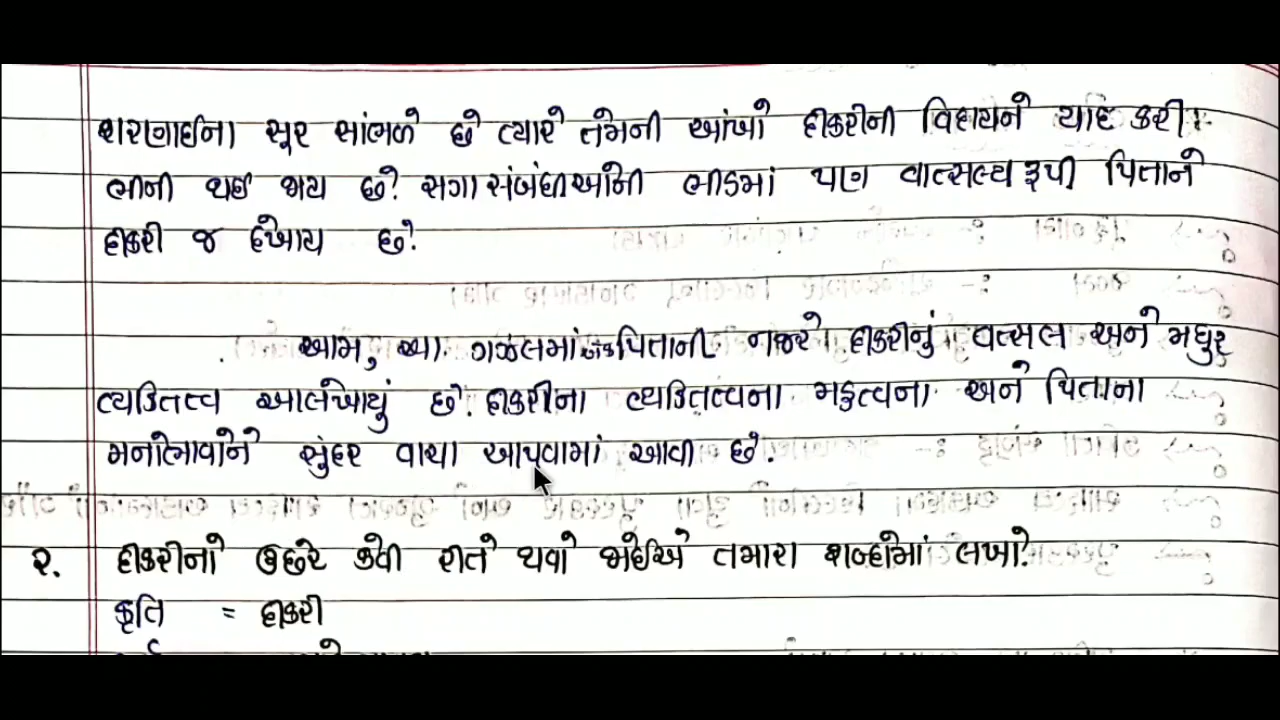 શરણાઈના સૂર સાંભળે છે ત્યારે તેમની આંખો દીકરીની વિદાયને યાદ કરી
ભીની થઈ જાય છે? સગા સંબંધીઓની ભીડમાં પણ વાત્સલ્ય રૂપી પિતાને
દીકરી જ દેખાય છે.
આમ, આ ગઝલમાં એક પિતાની નજરે દીકરીનું વત્સલ અને મધુર
વ્યક્તિત્વ આલેખાયું છે. દીકરીના વ્યક્તિત્વના મહત્વના અને પિતાના
મનોભાવોને સુંદર વાચા આપવામાં આવી છે.
૨. દીકરીનો ઉછેર કેવી રીતે થવો જોઈએ તમારા શબ્દોમાં લખો.
કૃતિ = દીકરી